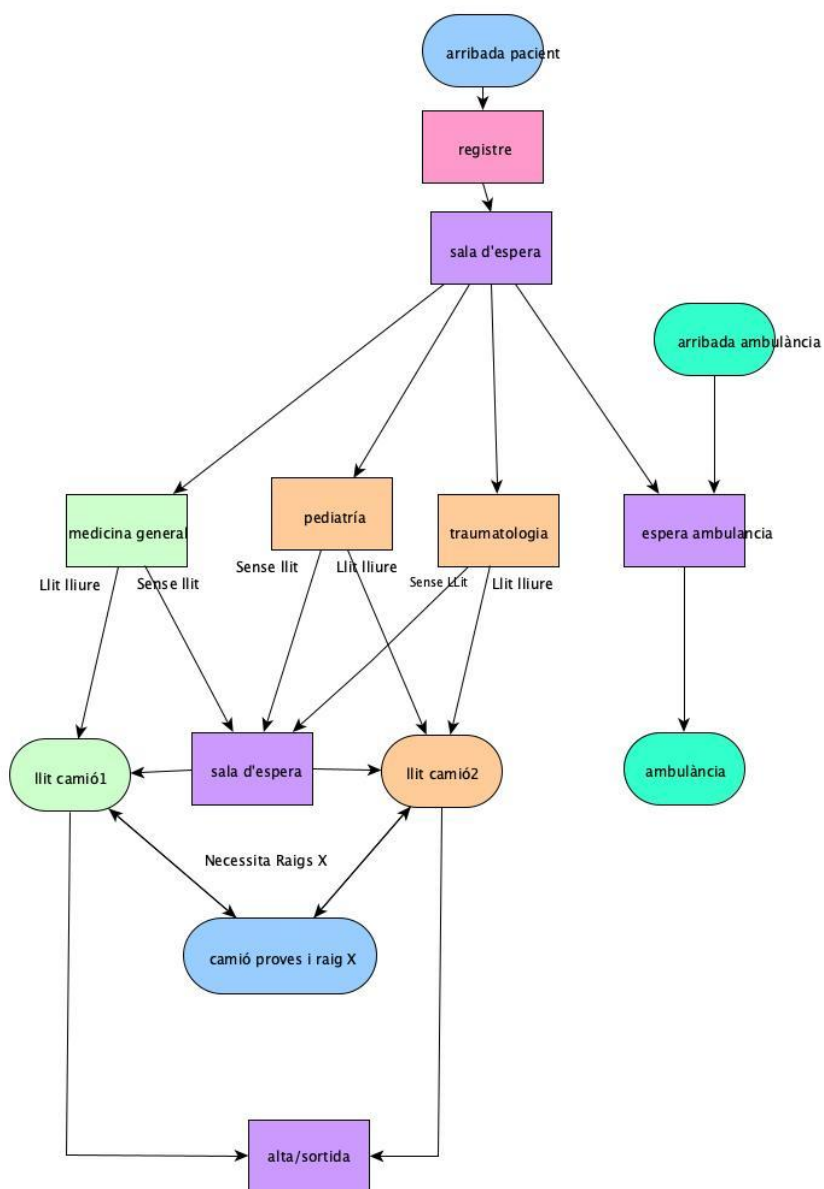 arribada pacient
registre
sala d'espera
arribada ambulància
medicina general
pediatría
traumatologia
espera ambulancia
Llit lliure
Sense llit
Sense llit
Llit lliure
Sense LLit
Llit lliure
llit camió1
sala d'espera
llit camió2
ambulància
Necessita Raigs X
camió proves i raig X
alta/sortida